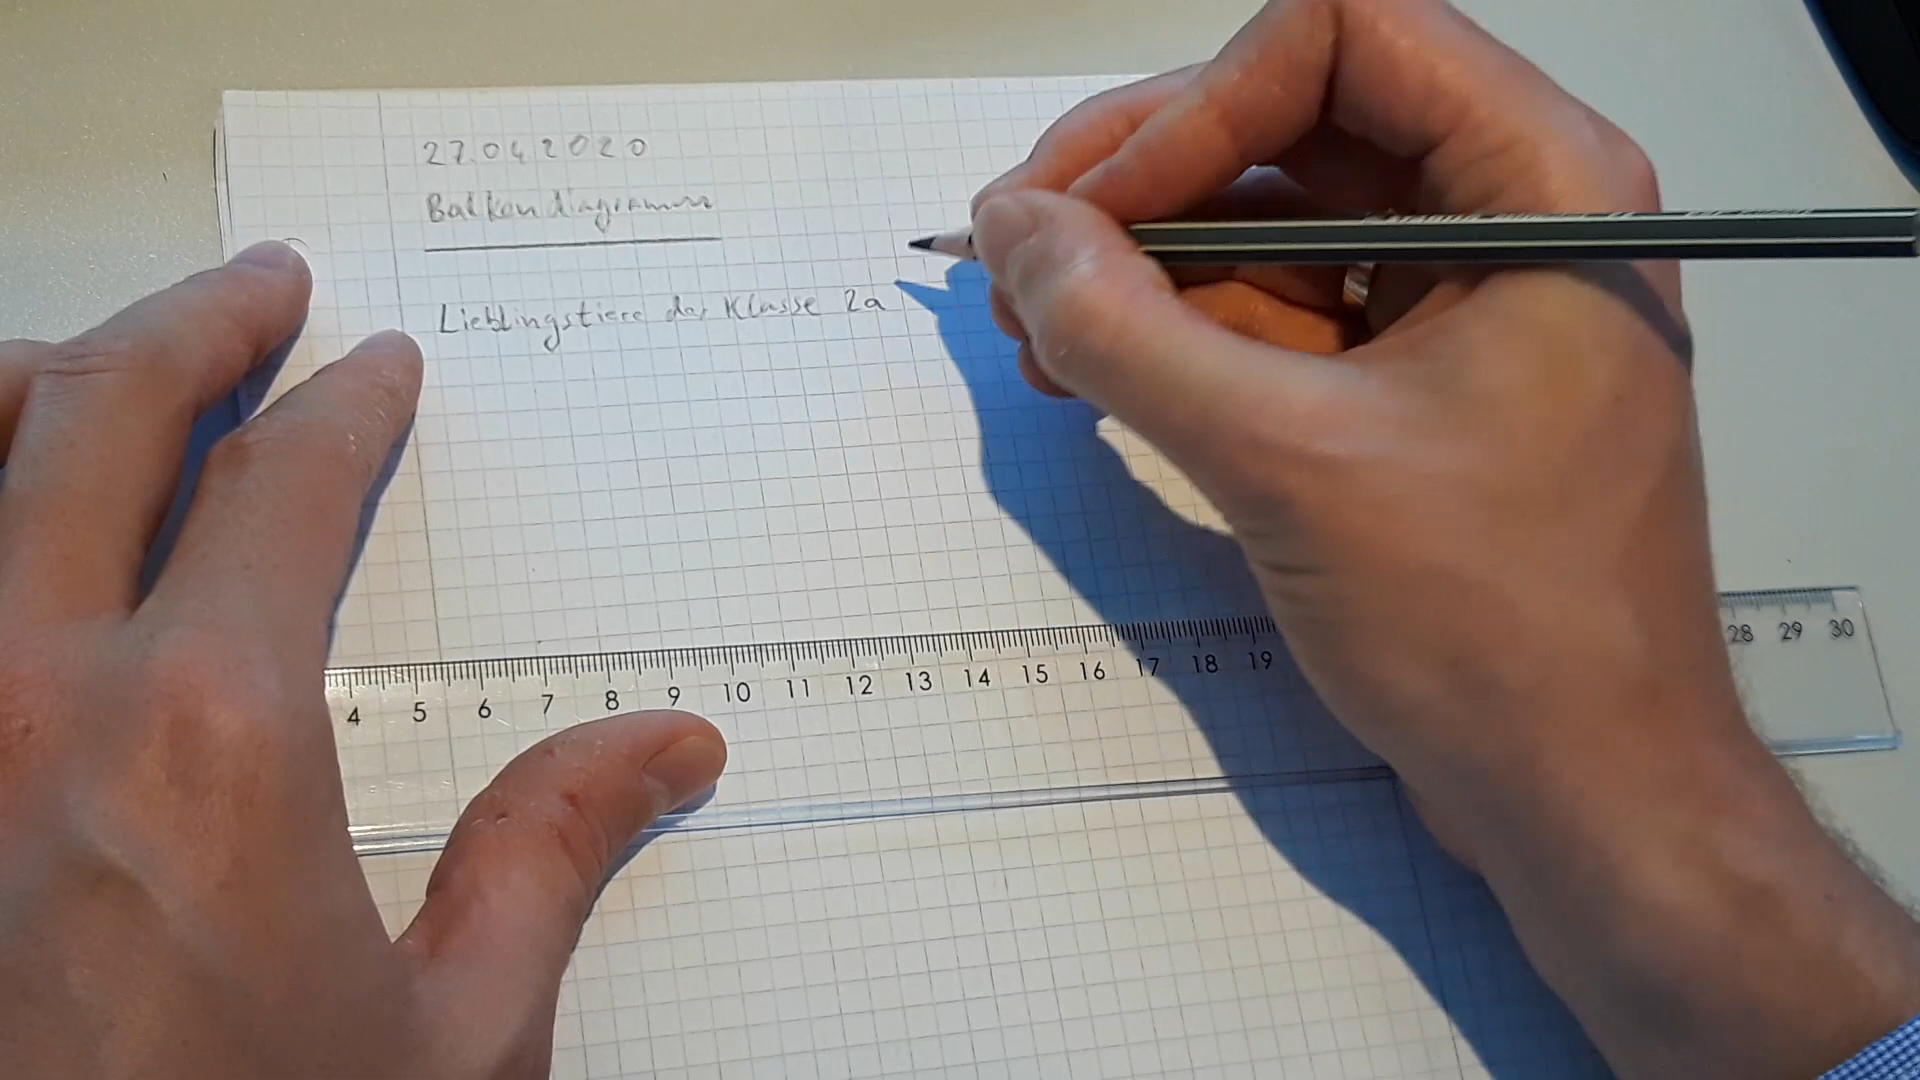 27.04.2020
Balkendiagramm
Lieblingstiere der Klasse 2a
4 5 6 7 8 9 10 11 12 13 14 15 16 17 18 19 28 29 30